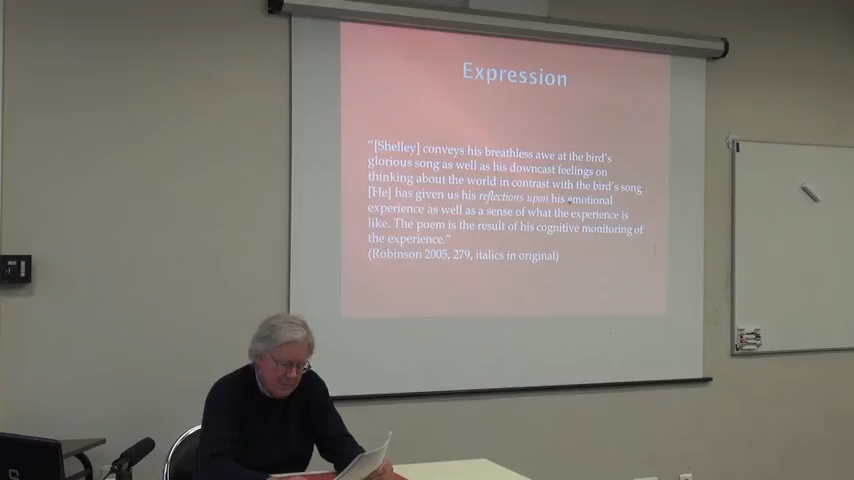 Expression
“[Shelley] conveys his breathless awe at the bird’s
glorious song as well as his downcast feelings on
thinking about the world in contrast with the bird’s song.
[He] has given us his reflections upon his emotional
experience as well as a sense of what the experience is
like. The poem is the result of his cognitive monitoring of
the experience.”
(Robinson 2005, 279, italics in original)